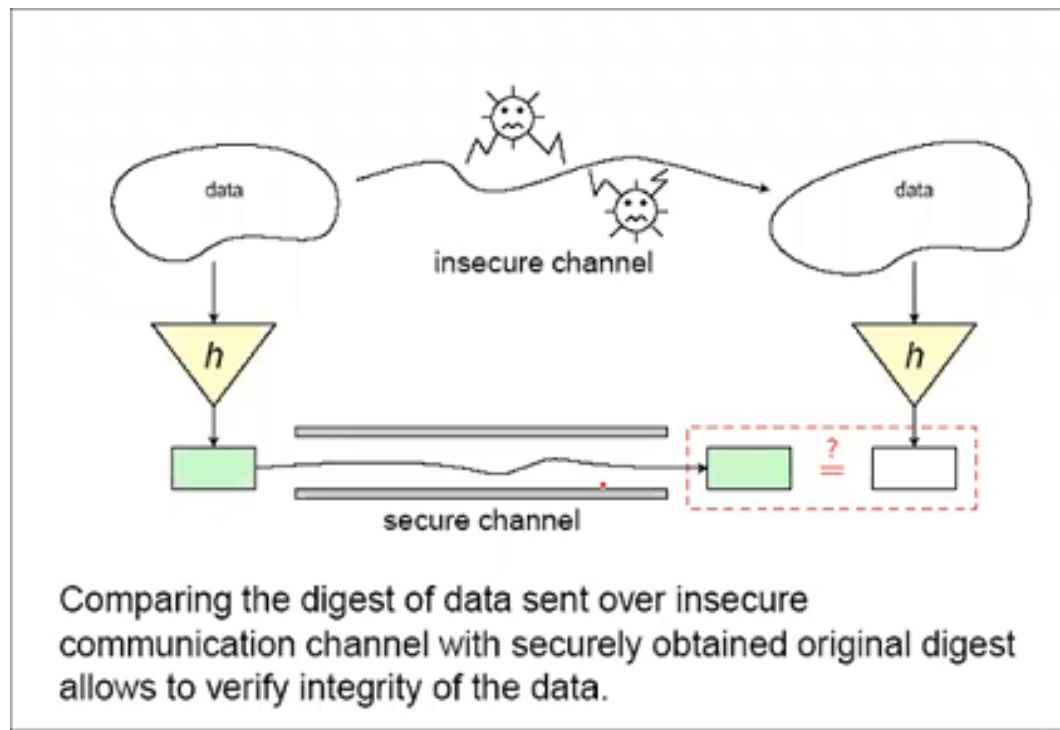 data
data
insecure channel
h
h
?
=
secure channel
Comparing the digest of data sent over insecure
communication channel with securely obtained original digest
allows to verify integrity of the data.